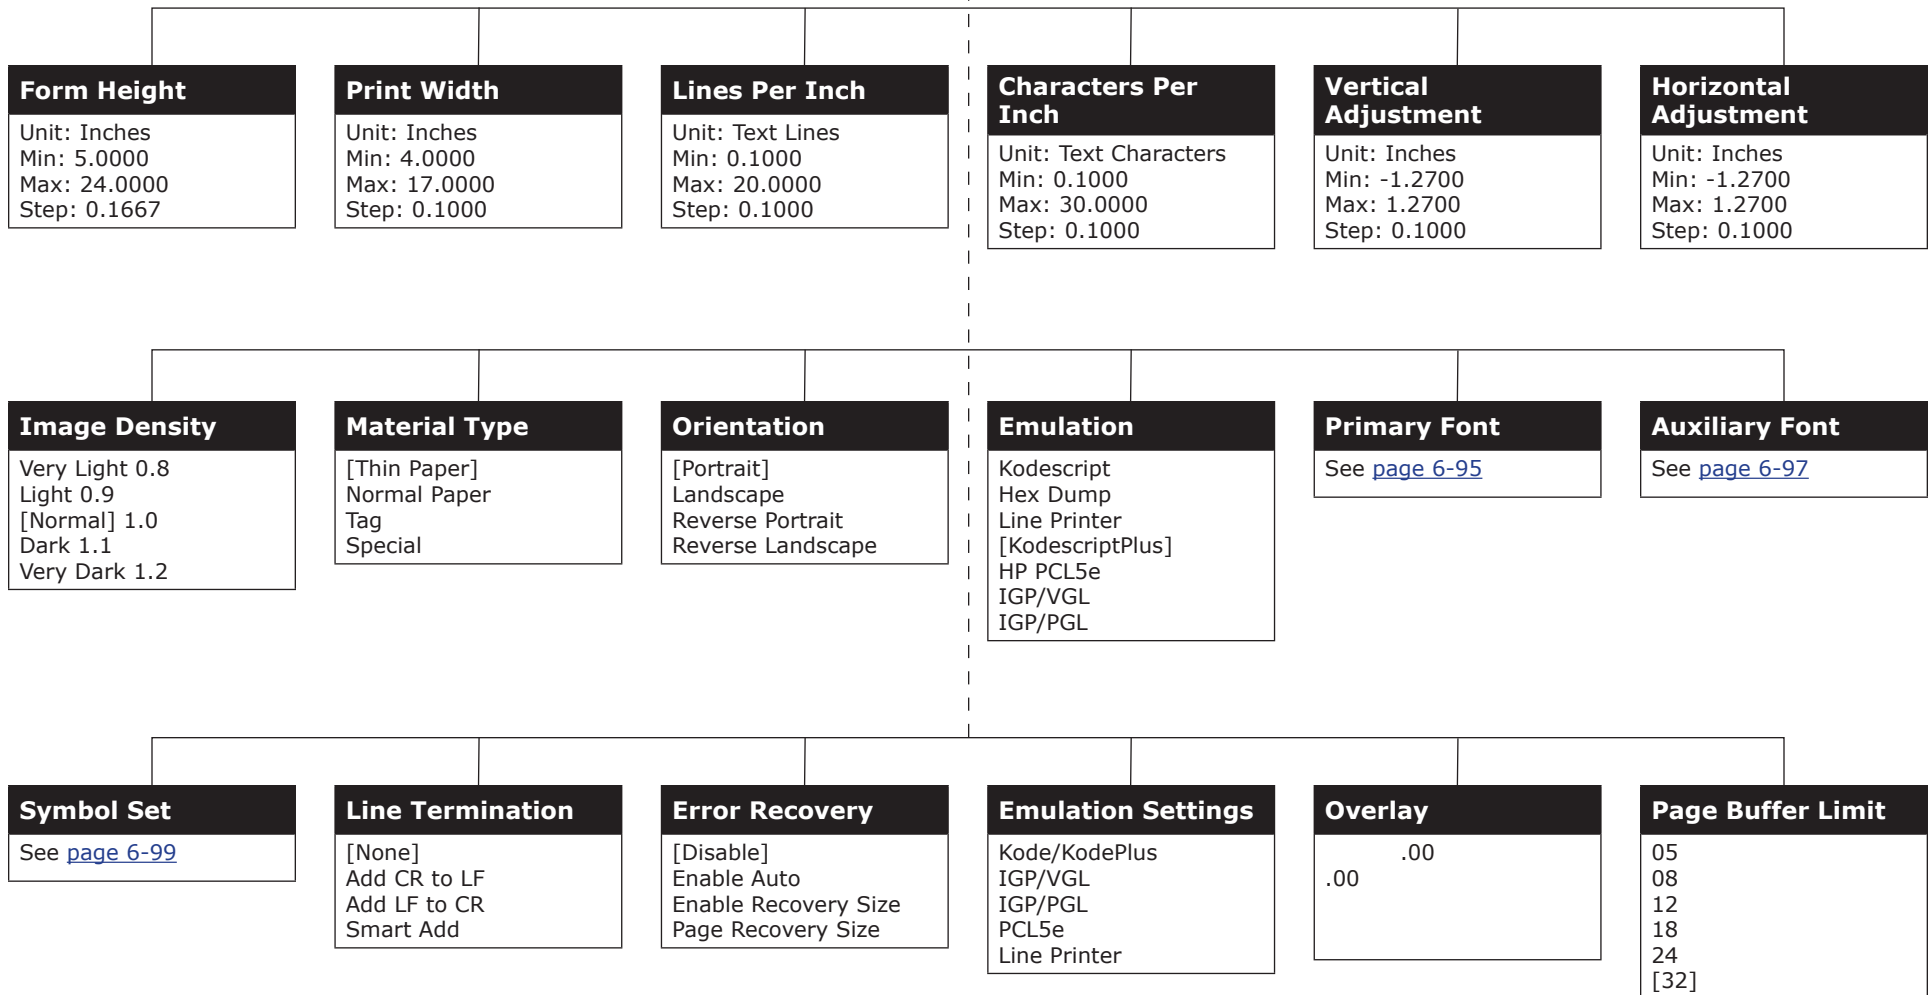 Form Height
Unit: Inches
Min: 5.0000
Max: 24.0000
Step: 0.1667
Print Width
Unit: Inches
Min: 4.0000
Max: 17.0000
Step: 0.1000
Lines Per Inch
Unit: Text Lines
Min: 0.1000
Max: 20.0000
Step: 0.1000
Characters Per
Inch
Unit: Text Characters
Min: 0.1000
Max: 30.0000
Step: 0.1000
Vertical
Adjustment
Unit: Inches
Min: -1.2700
Max: 1.2700
Step: 0.1000
Horizontal
Adjustment
Unit: Inches
Min: -1.2700
Max: 1.2700
Step: 0.1000
Image Density
Very Light 0.8
Light 0.9
[Normal] 1.0
Dark 1.1
Very Dark 1.2
Material Type
[Thin Paper]
Normal Paper
Tag
Special
Orientation
[Portrait]
Landscape
Reverse Portrait
Reverse Landscape
Emulation
Kodescript
Hex Dump
Line Printer
[KodescriptPlus]
HP PCL5e
IGP/VGL
IGP/PGL
Primary Font
See page 6-95
Auxiliary Font
See page 6-97
Symbol Set
See page 6-99
Line Termination
[None]
Add CR to LF
Add LF to CR
Smart Add
Error Recovery
[Disable]
Enable Auto
Enable Recovery Size
Page Recovery Size
Emulation Settings
Kode/KodePlus
IGP/VGL
IGP/PGL
PCL5e
Line Printer
Overlay
.00
.00
Page Buffer Limit
05
08
12
18
24
[32]